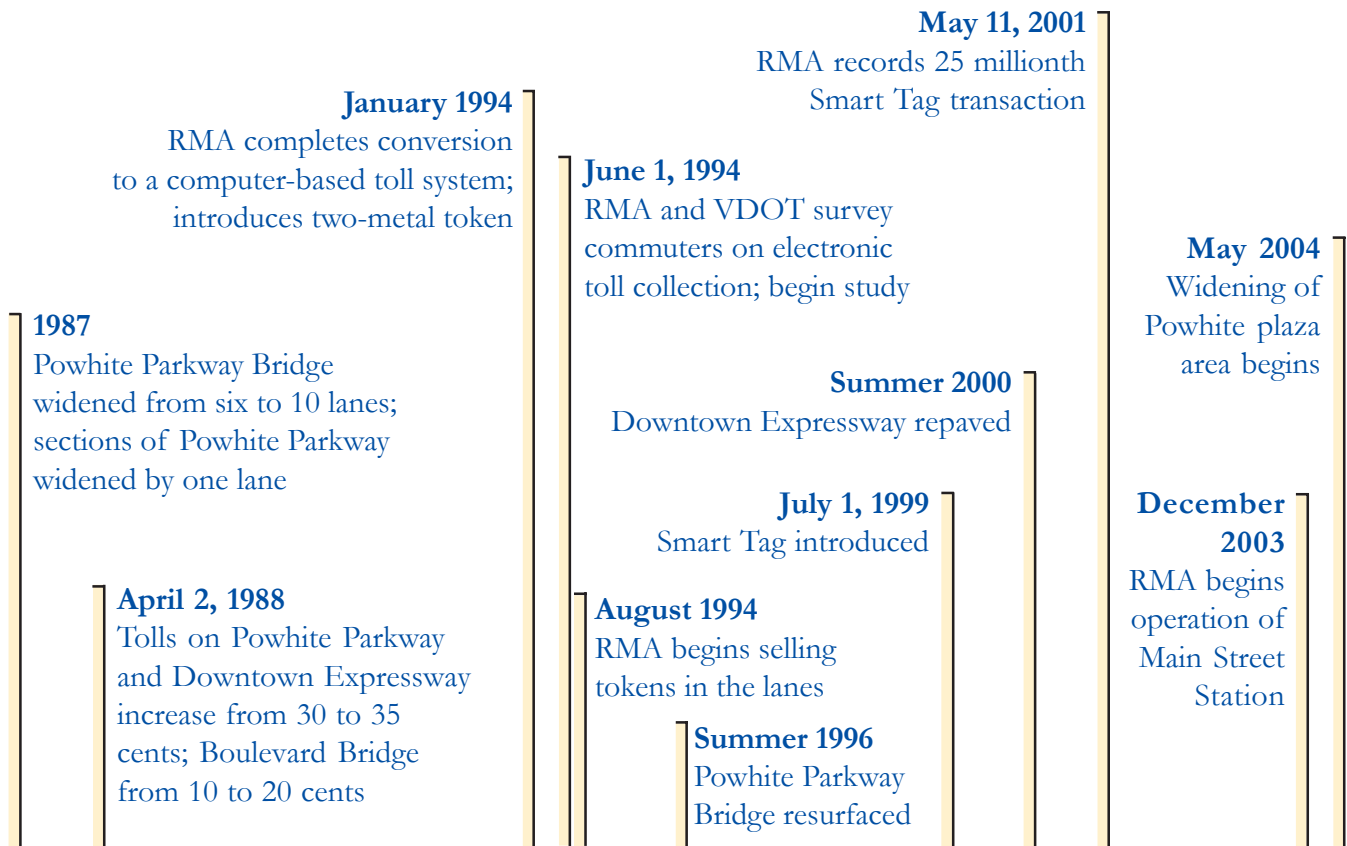 1987
Powhite Parkway Bridge
widened from six to 10 lanes;
sections of Powhite Parkway
widened by one lane
April 2, 1988
Tolls on Powhite Parkway
and Downtown Expressway
increase from 30 to 35
cents; Boulevard Bridge
from 10 to 20 cents
January 1994
RMA completes conversion
to a computer-based toll system;
introduces two-metal token
June 1, 1994
RMA and VDOT survey
commuters on electronic
toll collection; begin study
August 1994
RMA begins selling
tokens in the lanes
Summer 1996
Powhite Parkway
Bridge resurfaced
July 1, 1999
Smart Tag introduced
Summer 2000
Downtown Expressway repaved
May 11, 2001
RMA records 25 millionth
Smart Tag transaction
December
2003
RMA begins
operation of
Main Street
Station
May 2004
Widening of
Powhite plaza
area begins